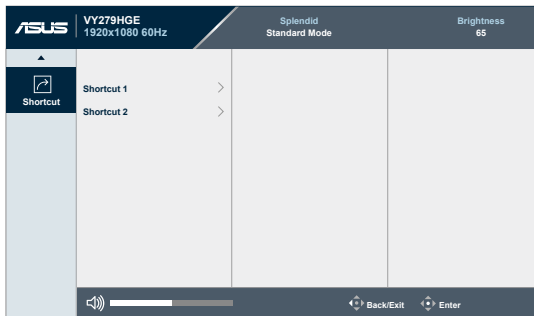 ASUS
VY279HGE
1920x1080 60Hz
Splendid
Standard Mode
Brightness
65
Shortcut
Shortcut 1
Shortcut 2
Back/Exit
Enter